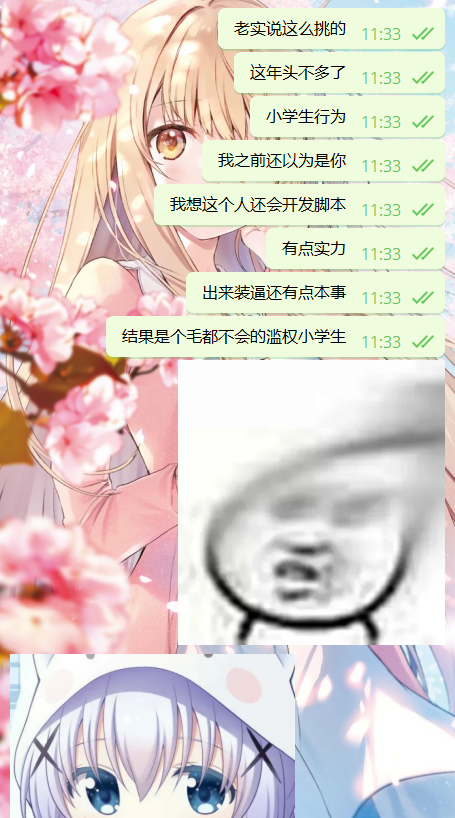 老实说这么挑的 11:33
这年头不多了 11:33
小学生行为 11:33
我之前还以为是你 11:33
我想这个人还会开发脚本 11:33
有点实力 11:33
出来装逼还有点本事 11:33
结果是个毛都不会的滥权小学生 11:33